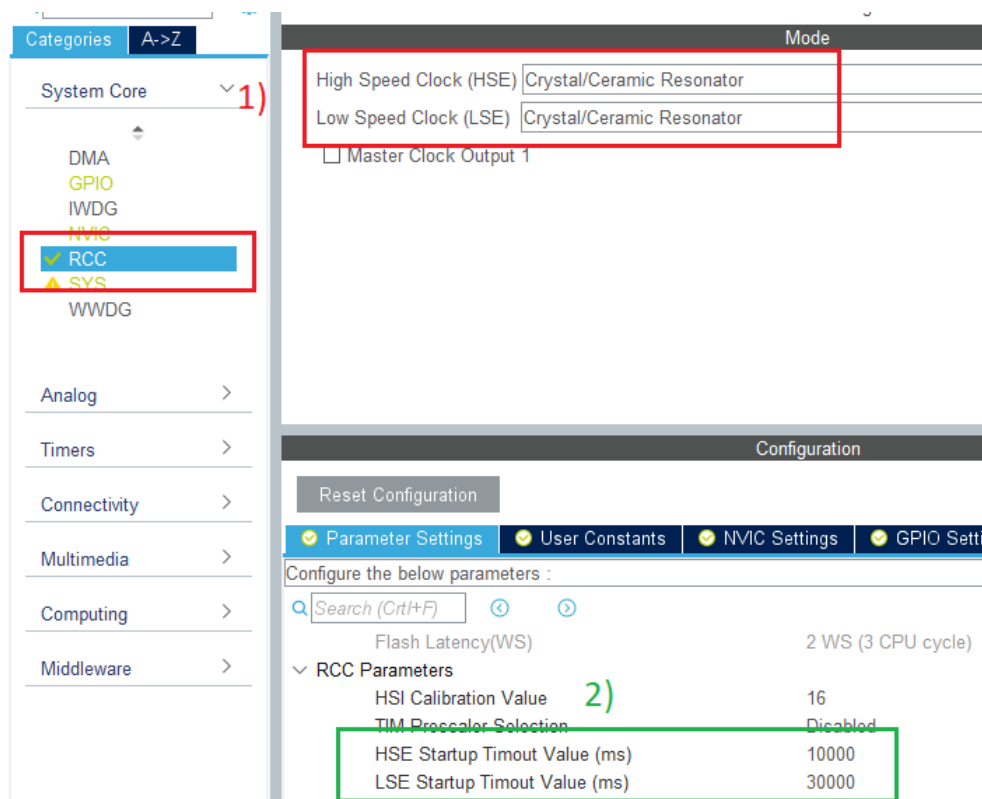 Categories A->Z
System Core
1)
DMA
GPIO
IWDG
NVIC
RCC
SYS
WWDG
Analog
Timers
Connectivity
Multimedia
Computing
Middleware
Mode
High Speed Clock (HSE) Crystal/Ceramic Resonator
Low Speed Clock (LSE) Crystal/Ceramic Resonator
Master Clock Output 1
Configuration
Reset Configuration
Parameter Settings User Constants NVIC Settings GPIO Setti
Configure the below parameters :
Search (Crtl+F)
Flash Latency(WS) 2 WS (3 CPU cycle)
RCC Parameters
HSI Calibration Value 16
2)
TIM Prescaler Selection Disabled
HSE Startup Timout Value (ms) 10000
LSE Startup Timout Value (ms) 30000